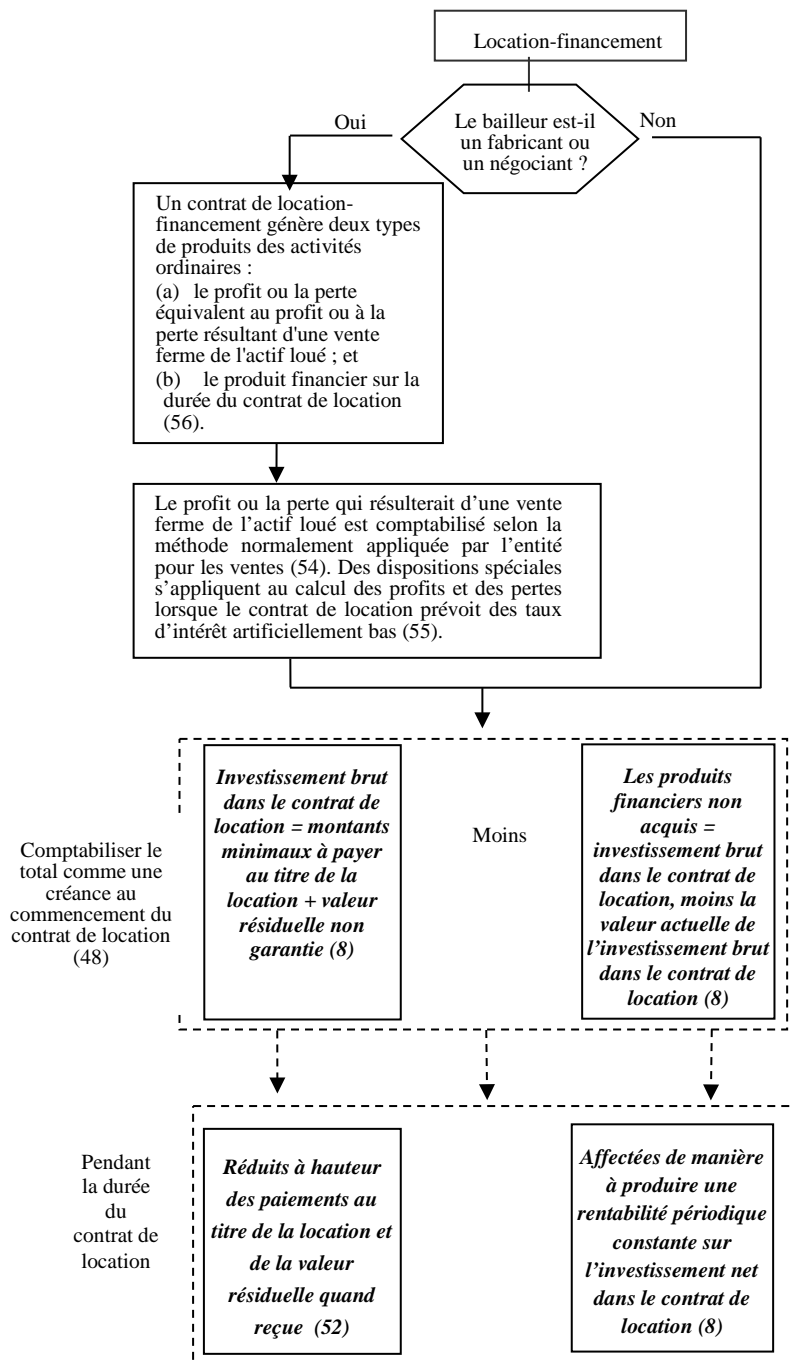 Location-financement
Le bailleur est-il
un fabricant ou
un négociant ?
Oui
Non
Un contrat de location-
financement génère deux types
de produits des activités
ordinaires :
(a) le profit ou la perte
équivalent au profit ou à la
perte résultant d'une vente
ferme de l'actif loué ; et
(b) le produit financier sur la
durée du contrat de location
(56).
Le profit ou la perte qui résulterait d’une vente
ferme de l’actif loué est comptabilisé selon la
méthode normalement appliquée par l’entité
pour les ventes (54). Des dispositions spéciales
s’appliquent au calcul des profits et des pertes
lorsque le contrat de location prévoit des taux
d’intérêt artificiellement bas (55).
Comptabiliser le
total comme une
créance au
commencement du
contrat de location
(48)
Investissement brut
dans le contrat de
location = montants
minimaux à payer
au titre de la
location + valeur
résiduelle non
garantie (8)
Moins
Les produits
financiers non
acquis =
investissement brut
dans le contrat de
location, moins la
valeur actuelle de
l’investissement brut
dans le contrat de
location (8)
Pendant
la durée
du
contrat de
location
Réduits à hauteur
des paiements au
titre de la location et
de la valeur
résiduelle quand
reçue (52)
Affectées de manière
à produire une
rentabilité périodique
constante sur
l’investissement net
dans le contrat de
location (8)